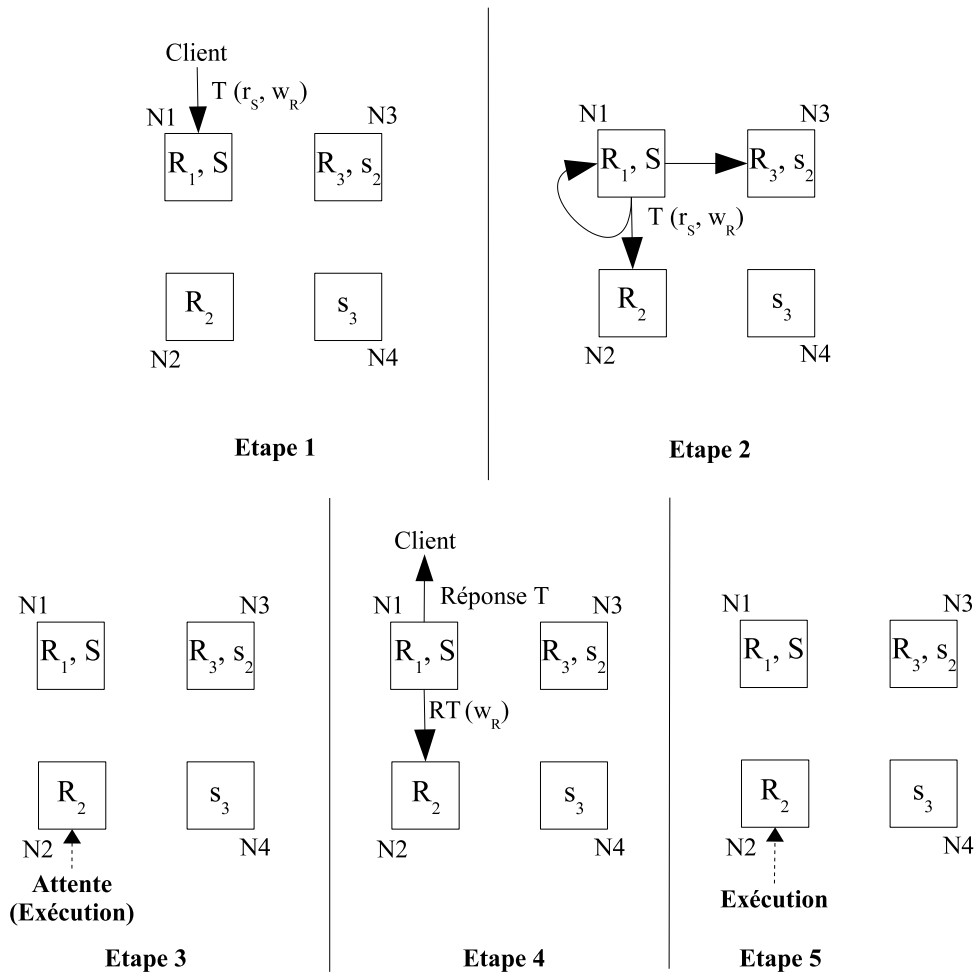 Client
T (r_S, w_R)
N1
N3
R_1, S
R_3, s_2
R_2
s_3
N2
N4
Etape 1
N1
N3
R_1, S
R_3, s_2
T (r_S, w_R)
R_2
s_3
N2
N4
Etape 2
N1
N3
R_1, S
R_3, s_2
R_2
s_3
N2
N4
Attente
(Exécution)
Etape 3
Client
Réponse T
N1
N3
R_1, S
R_3, s_2
RT (w_R)
R_2
s_3
N2
N4
Etape 4
N1
N3
R_1, S
R_3, s_2
R_2
s_3
N2
N4
Exécution
Etape 5